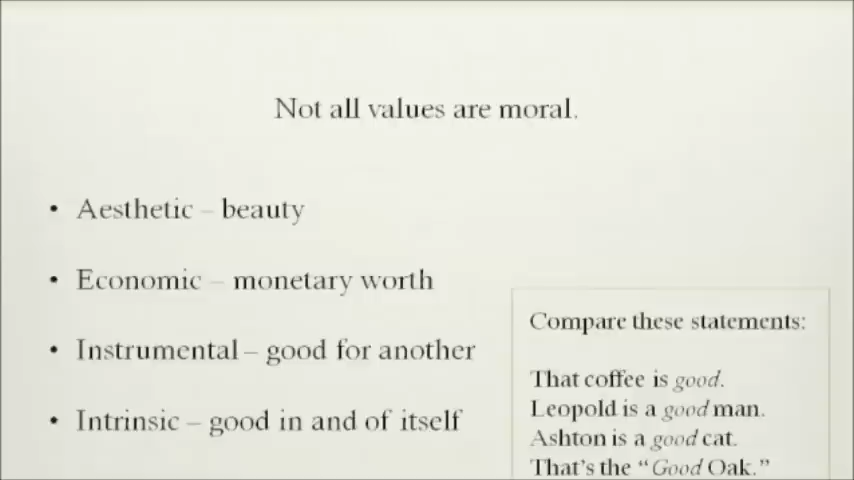 Not all values are moral.
• Aesthetic – beauty
• Economic – monetary worth
• Instrumental – good for another
• Intrinsic – good in and of itself
Compare these statements:
That coffee is good.
Leopold is a good man.
Ashton is a good cat.
That's the “Good Oak.”